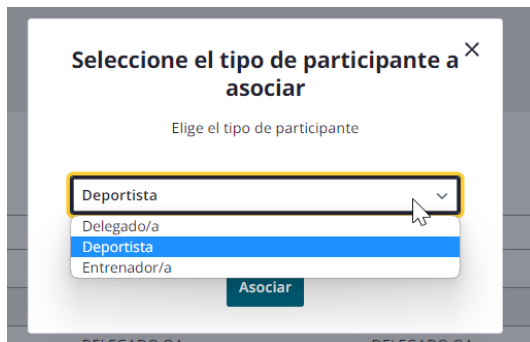 Seleccione el tipo de participante a
asociar
Elige el tipo de participante
Deportista
Delegado/a
Deportista
Entrenador/a
Asociar